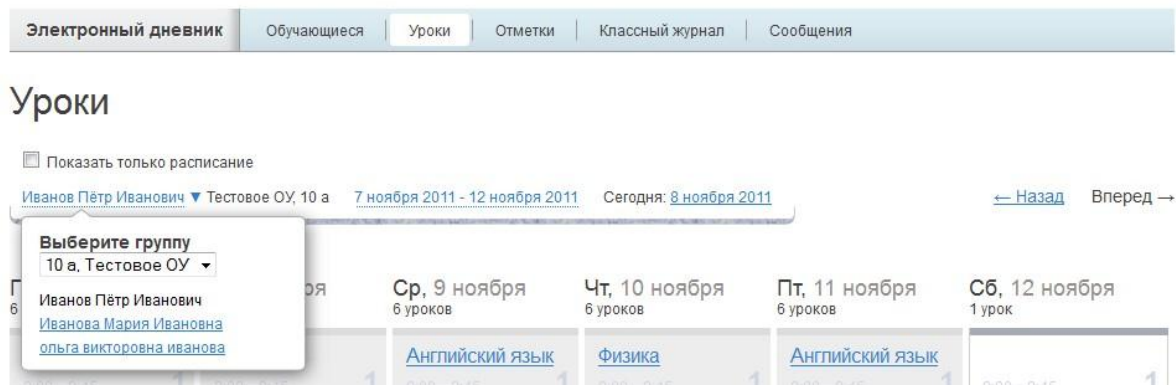 Электронный дневник Обучающиеся Уроки Отметки Классный журнал Сообщения
Уроки
Показать только расписание
Иванов Пётр Иванович ▼ Тестовое ОУ, 10 а 7 ноября 2011 - 12 ноября 2011 Сегодня: 8 ноября 2011 ← Назад Вперед →
Выберите группу
10 а, Тестовое ОУ
Иванов Пётр Иванович
Иванова Мария Ивановна
ольга викторовна иванова
Ср, 9 ноября Чт, 10 ноября Пт, 11 ноября Сб, 12 ноября
6 уроков 6 уроков 6 уроков 1 урок
Английский язык Физика Английский язык